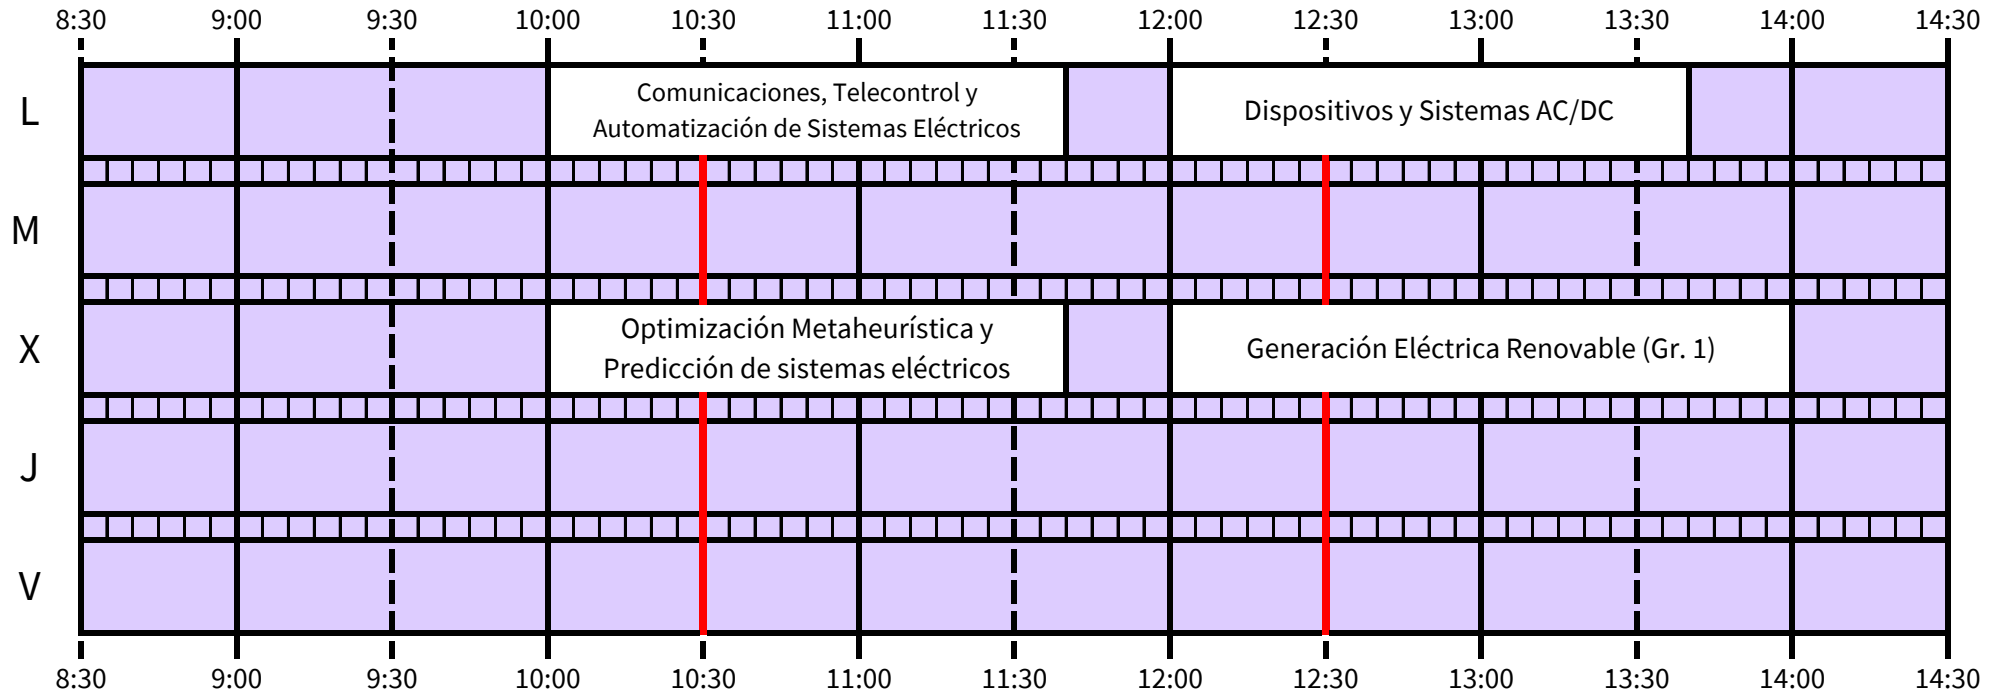 8:30 9:00 9:30 10:00 10:30 11:00 11:30 12:00 12:30 13:00 13:30 14:00 14:30
L
Comunicaciones, Telecontrol y
Automatización de Sistemas Eléctricos
Dispositivos y Sistemas AC/DC
M
X
Optimización Metaheurística y
Predicción de sistemas eléctricos
Generación Eléctrica Renovable (Gr. 1)
J
V
8:30 9:00 9:30 10:00 10:30 11:00 11:30 12:00 12:30 13:00 13:30 14:00 14:30